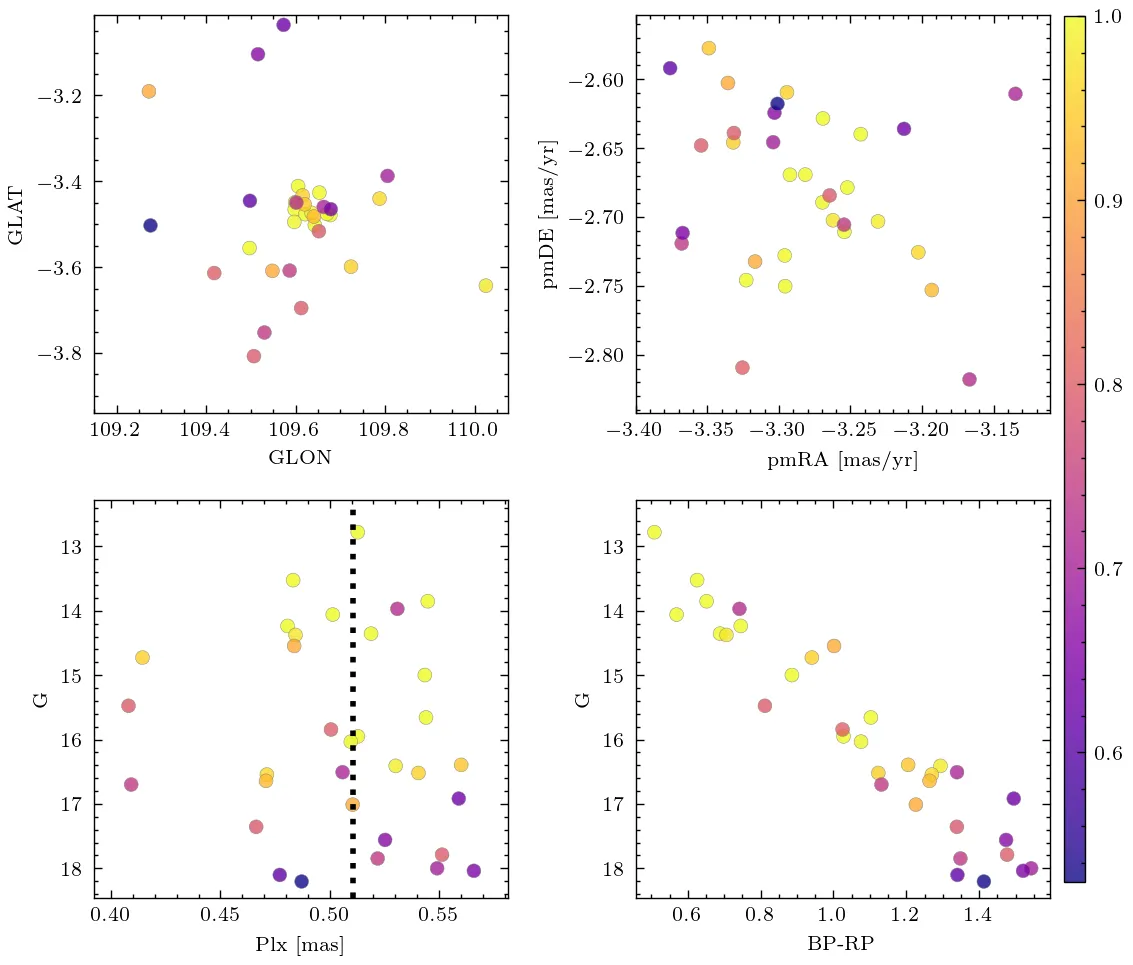 −3.2
−3.4
−3.6
−3.8
GLAT
109.2 109.4 109.6 109.8 110.0
GLON
−2.60
−2.65
−2.70
−2.75
−2.80
pmDE [mas/yr]
−3.40 −3.35 −3.30 −3.25 −3.20 −3.15
pmRA [mas/yr]
1.0
0.9
0.8
0.7
0.6
13
14
15
16
17
18
G
0.40 0.45 0.50 0.55
Plx [mas]
13
14
15
16
17
18
G
0.6 0.8 1.0 1.2 1.4
BP-RP